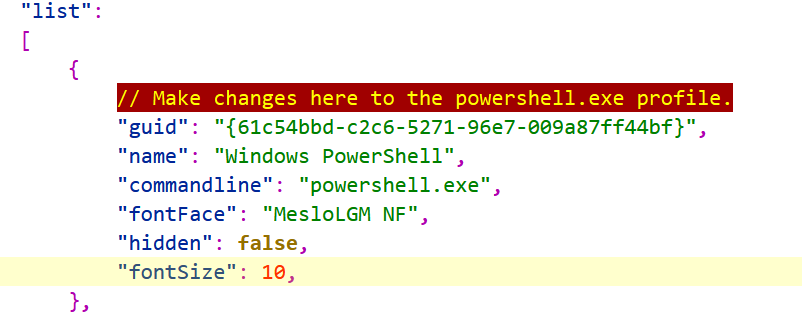 "list":
[
{
// Make changes here to the powershell.exe profile.
"guid": "{61c54bbd-c2c6-5271-96e7-009a87ff44bf}",
"name": "Windows PowerShell",
"commandline": "powershell.exe",
"fontFace": "MesloLGM NF",
"hidden": false,
"fontSize": 10,
},